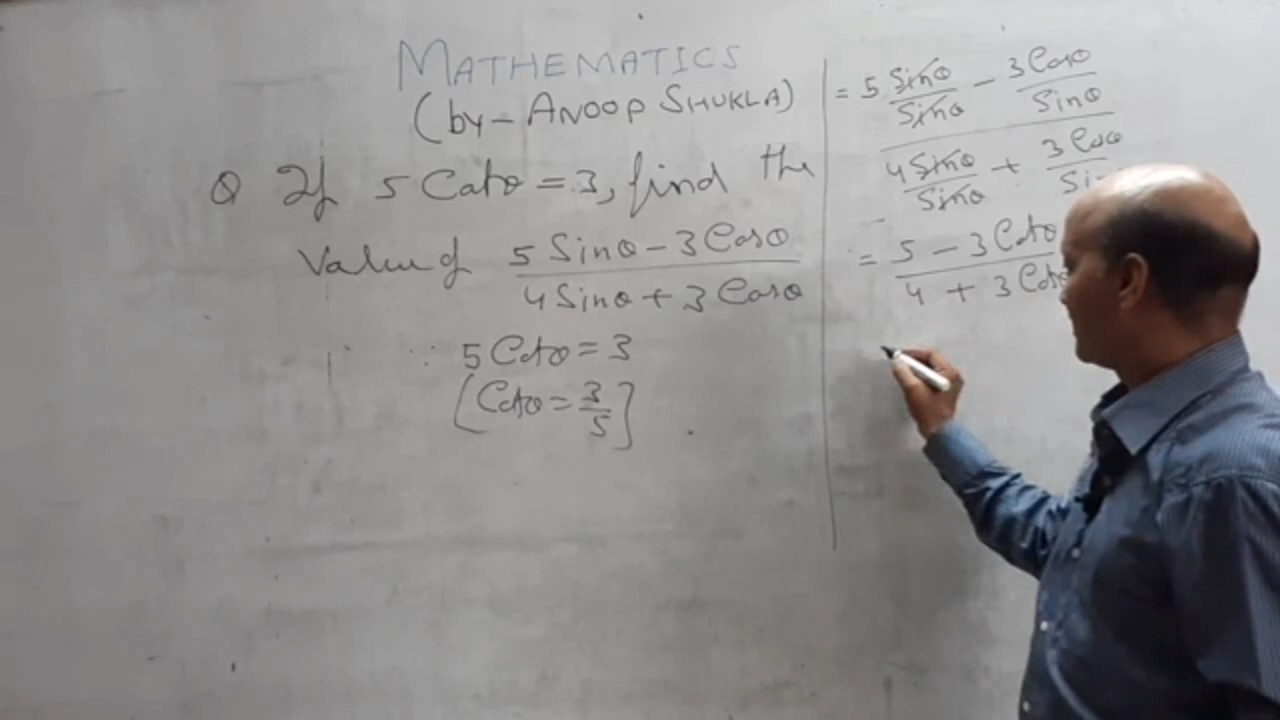 MATHEMATICS
(by - ANOOP SHUKLA)
Q If 5 Cotθ = 3, find the
Value of 5 Sinθ - 3 Cosθ
4 Sinθ + 3 Cosθ
∵ 5 Cotθ = 3
[Cotθ = 3/5]
= 5 Sinθ/Sinθ - 3 Cosθ/Sinθ
4 Sinθ/Sinθ + 3 Cosθ/Si
= 5 - 3 Cotθ
4 + 3 Cotθ